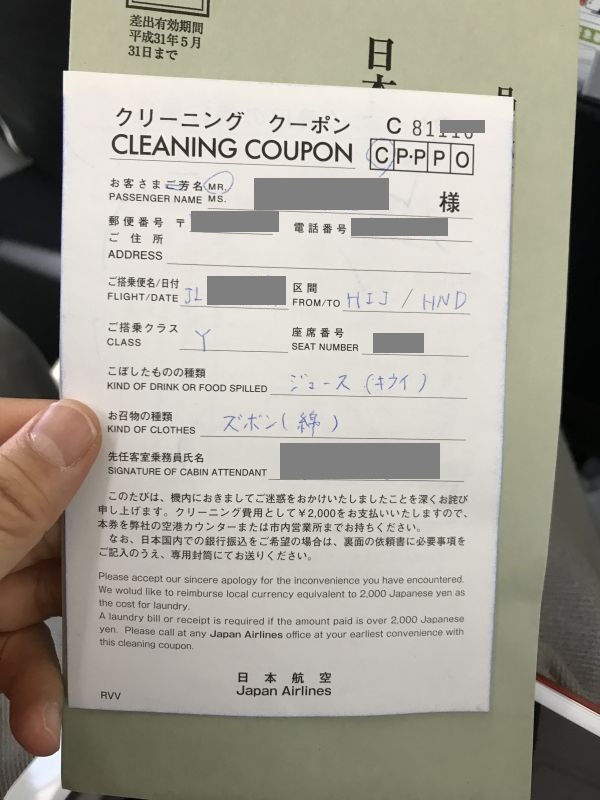 差出有効期間
平成31年5月
31日まで
日本
クリーニング クーポン
CLEANING COUPON
C 81
C P·P P O
お客さまご芳名 MR.
PASSENGER NAME MS.
様
郵便番号 〒
電話番号
ご住所
ADDRESS
ご搭乗便名/日付
FLIGHT/DATE JL
区間
FROM/TO HIJ / HND
ご搭乗クラス
CLASS Y
座席番号
SEAT NUMBER
こぼしたものの種類
KIND OF DRINK OR FOOD SPILLED ジュース (キウイ)
お召物の種類
KIND OF CLOTHES ズボン (綿)
先任客室乗務員氏名
SIGNATURE OF CABIN ATTENDANT
このたびは、機内におきましてご迷惑をおかけいたしましたことを深くお詫び
申し上げます。クリーニング費用として¥2,000をお支払いいたしますので、
本券を弊社の空港カウンターまたは市内営業所までお持ちください。
なお、日本国内での銀行振込をご希望の場合は、裏面の依頼書に必要事項を
ご記入のうえ、専用封筒にてお送りください。
Please accept our sincere apology for the inconvenience you have encountered.
We wolud like to reimburse local currency equivalent to 2,000 Japanese yen as
the cost for laundry.
A laundry bill or receipt is required if the amount paid is over 2,000 Japanese
yen. Please call at any Japan Airlines office at your earliest convenience with
this cleaning coupon.
日本航空
Japan Airlines
RVV